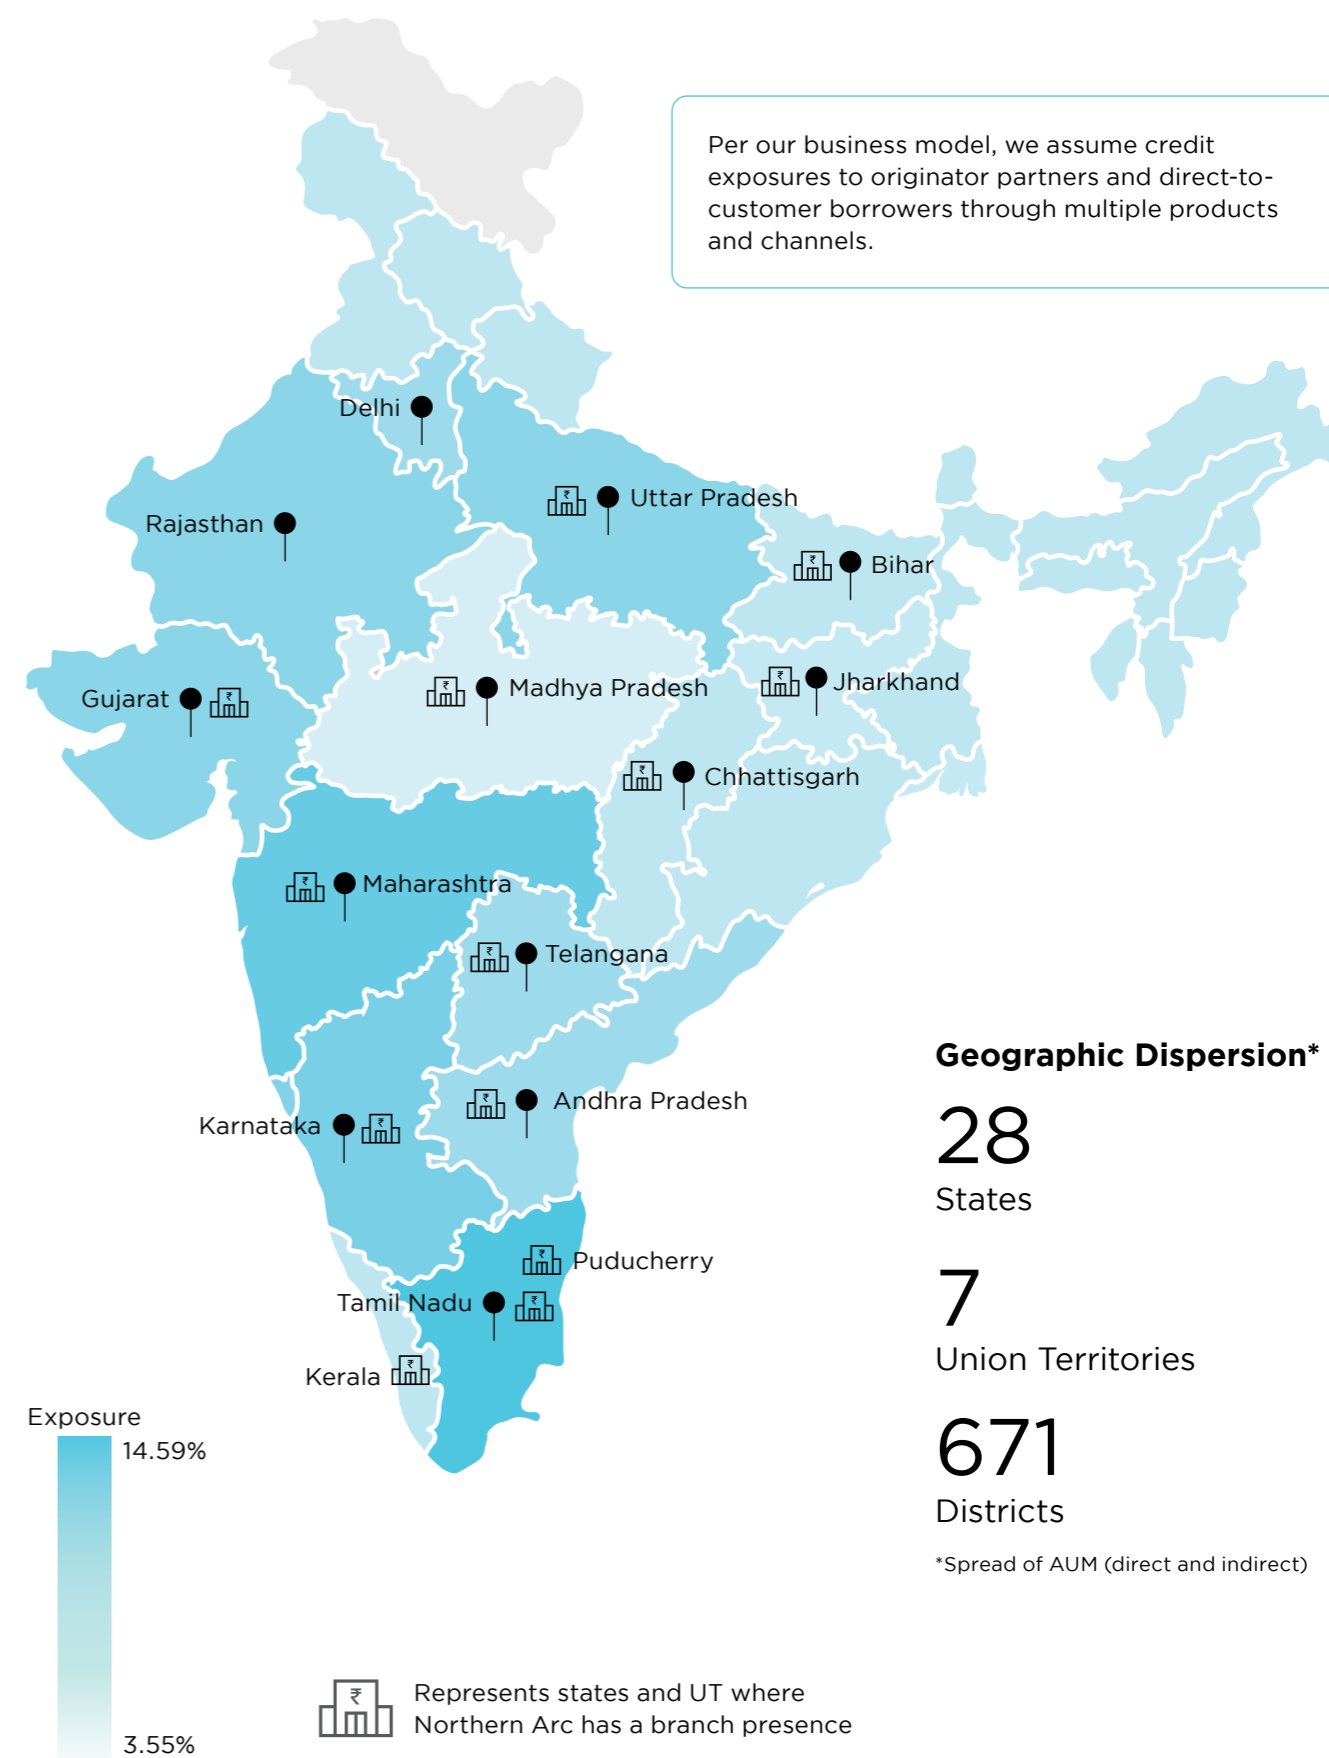 Per our business model, we assume credit
exposures to originator partners and direct-to-
customer borrowers through multiple products
and channels.
Delhi
Uttar Pradesh
Rajasthan
Bihar
Jharkhand
Madhya Pradesh
Gujarat
Chhattisgarh
Maharashtra
Telangana
Andhra Pradesh
Karnataka
Puducherry
Tamil Nadu
Kerala
Geographic Dispersion*
28
States
7
Union Territories
671
Districts
*Spread of AUM (direct and indirect)
Exposure
14.59%
3.55%
₹
Represents states and UT where
Northern Arc has a branch presence